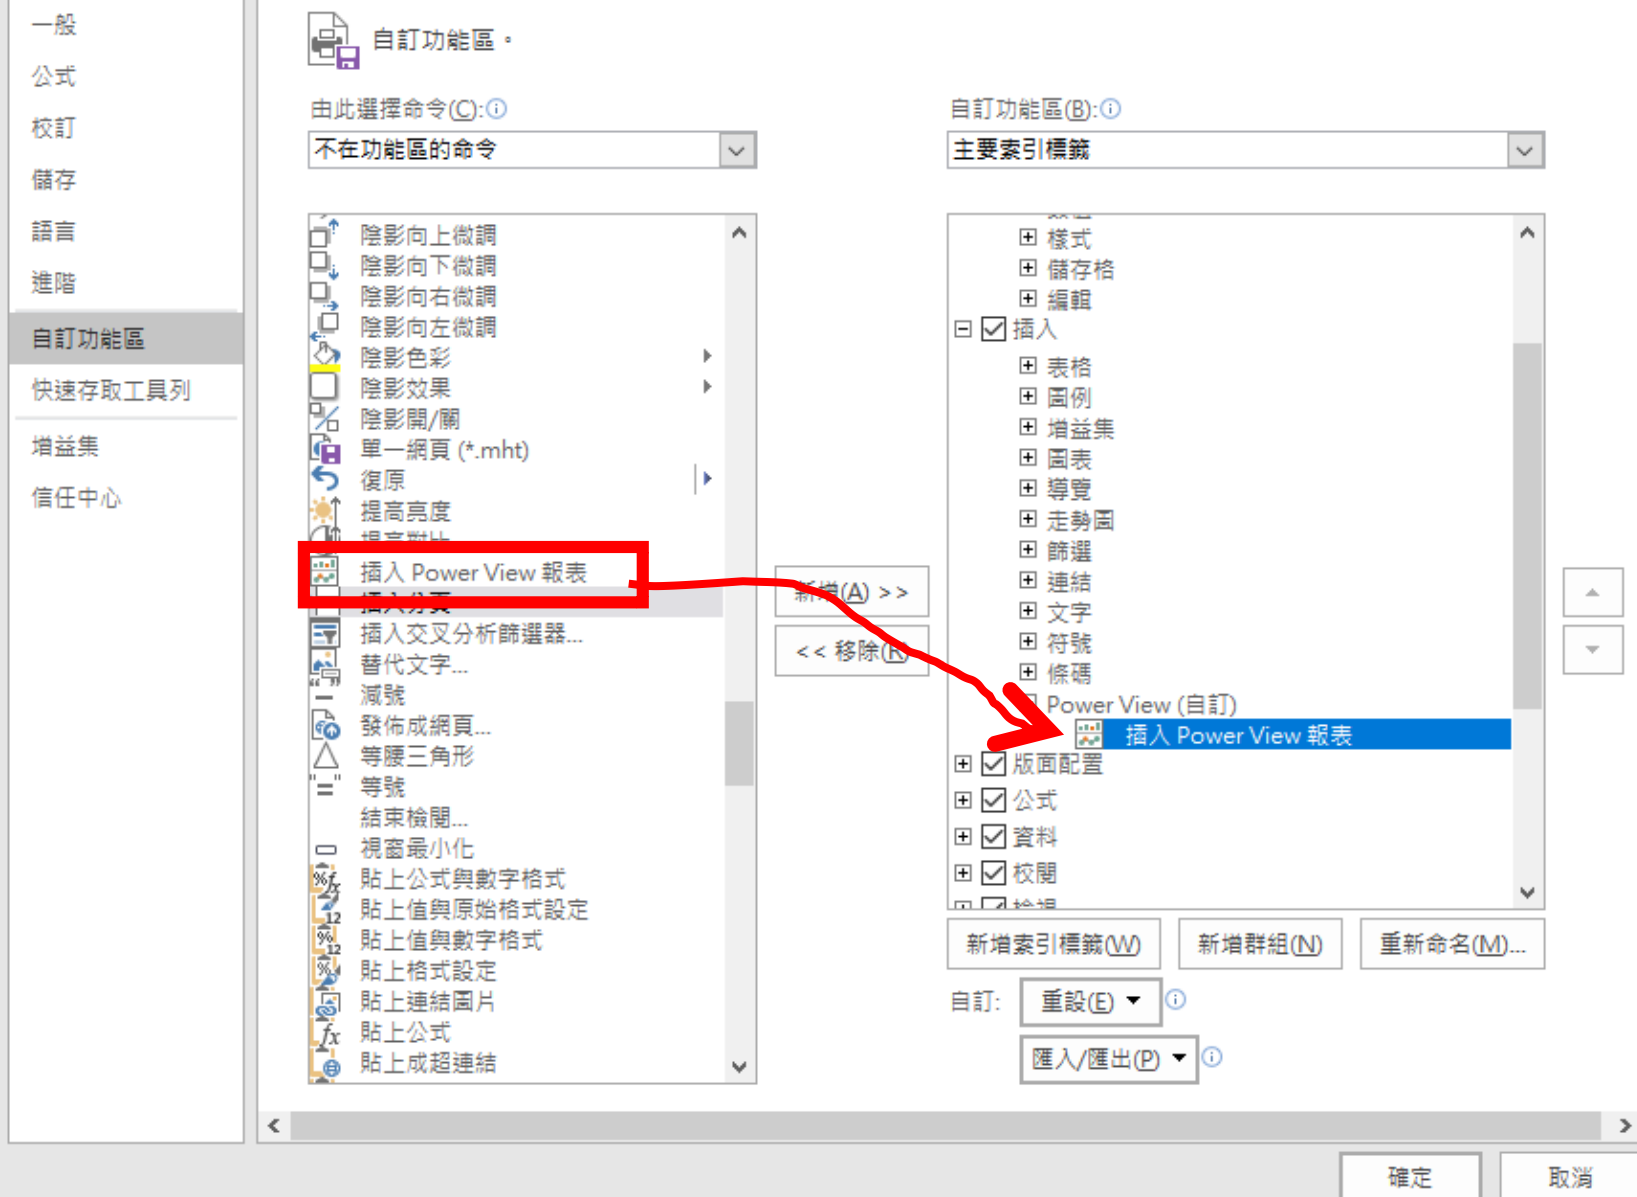 一般
公式
校訂
儲存
語言
進階
自訂功能區
快速存取工具列
增益集
信任中心
自訂功能區。
由此選擇命令(C):
不在功能區的命令
陰影向上微調
陰影向下微調
陰影向右微調
陰影向左微調
陰影色彩
陰影效果
陰影開/關
單一網頁 (*.mht)
復原
提高亮度
提高對比
插入 Power View 報表
插入分頁
插入交叉分析篩選器...
替代文字...
減號
發佈成網頁...
等腰三角形
等號
結束檢閱...
視窗最小化
貼上公式與數字格式
貼上值與原始格式設定
貼上值與數字格式
貼上格式設定
貼上連結圖片
貼上公式
貼上成超連結
新增(A) >>
<< 移除(R)
自訂功能區(B):
主要索引標籤
樣式
儲存格
編輯
插入
表格
圖例
增益集
圖表
導覽
走勢圖
篩選
連結
文字
符號
條碼
Power View (自訂)
插入 Power View 報表
版面配置
公式
資料
校閱
檢視
新增索引標籤(W)
新增群組(N)
重新命名(M)...
自訂:
重設(E)
匯入/匯出(P)
確定
取消